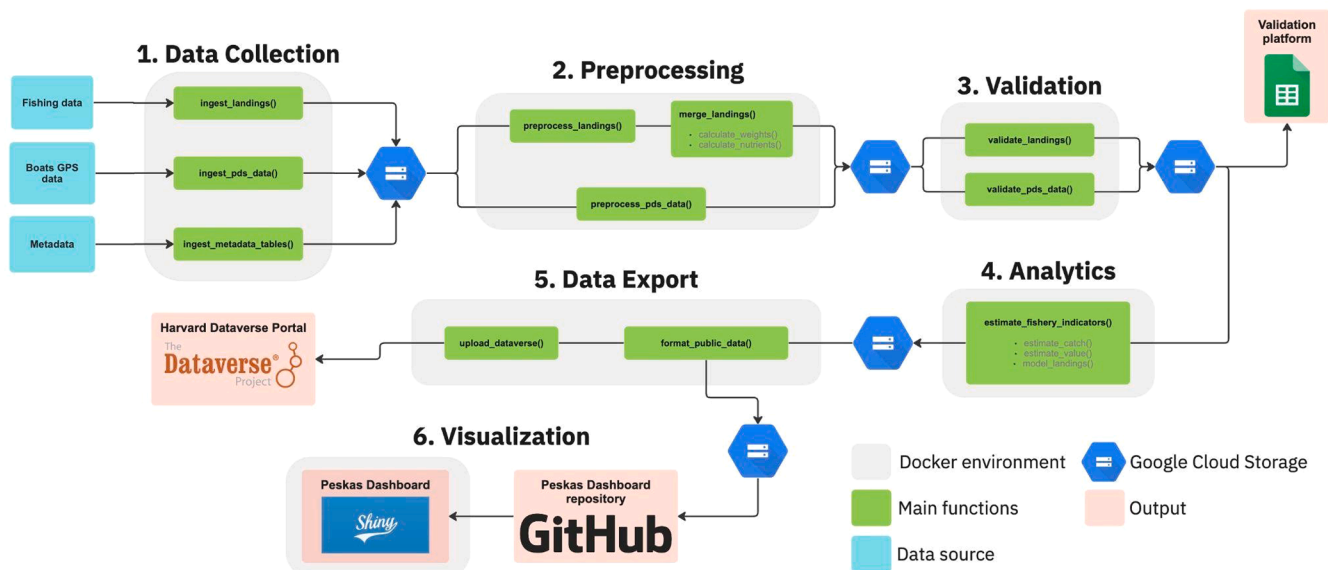 1. Data Collection
Fishing data
ingest_landings()
Boats GPS
data
ingest_pds_data()
Metadata
ingest_metadata_tables()
2. Preprocessing
preprocess_landings()
merge_landings()
• calculate_weights()
• calculate_nutrients()
preprocess_pds_data()
3. Validation
validate_landings()
validate_pds_data()
Validation
platform
4. Analytics
estimate_fishery_indicators()
• estimate_catch()
• estimate_value()
• model_landings()
5. Data Export
upload_dataverse()
format_public_data()
Harvard Dataverse Portal
The
Dataverse®
Project
6. Visualization
Peskas Dashboard
Shiny
Peskas Dashboard
repository
GitHub
Docker environment
Google Cloud Storage
Main functions
Output
Data source